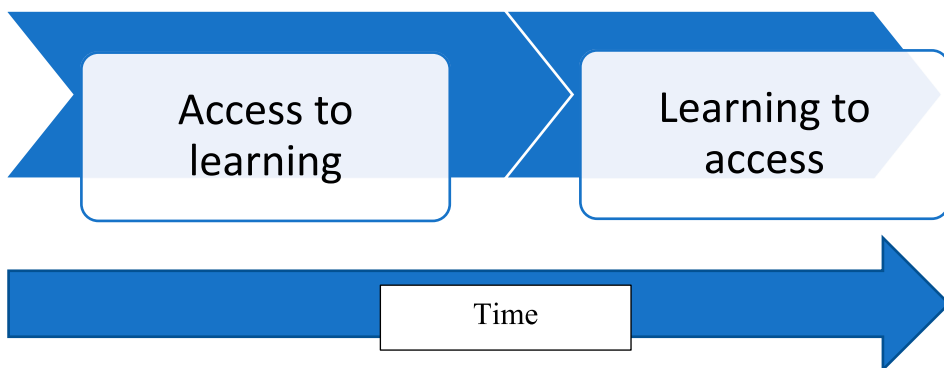 Access to
learning
Learning to
access
Time